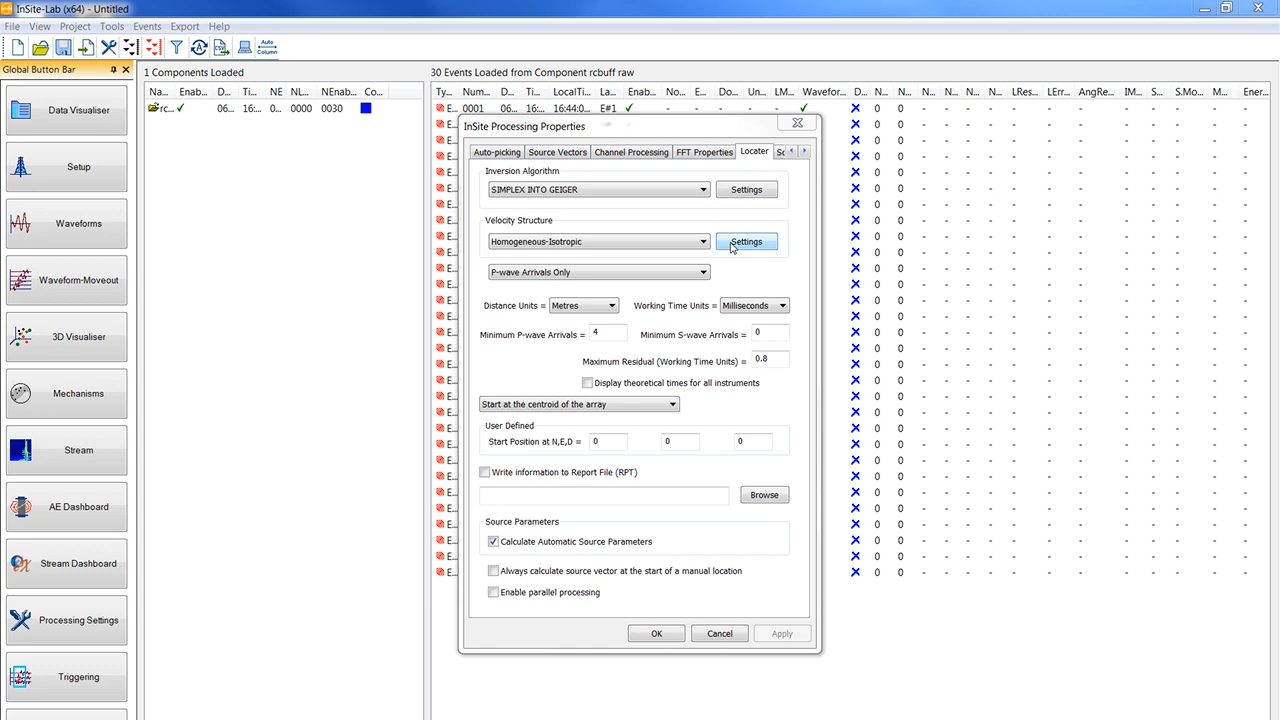 InSite-Lab (x64) - Untitled
File View Project Tools Events Export Help
Auto Column
Global Button Bar
Data Visualiser
Setup
Waveforms
Waveform-Moveout
3D Visualiser
Mechanisms
Stream
AE Dashboard
Stream Dashboard
Processing Settings
Triggering
1 Components Loaded
Na... Enab... D... Ti... NE NL... NEnab... Co...
rc... 06... 16:... 0000 0030
30 Events Loaded from Component rcbuff raw
Ty... Num... D... Ti... LocalTi... La... Enab... No... E... Do... Un... LM... Wavefor... D... N... N... N... N... N... N... LRes... LErr... AngRe... IM... S... S.Mo... M... Ener...
E... 0001 06... 16:... 16:44:0... E#1
InSite Processing Properties
Auto-picking Source Vectors Channel Processing FFT Properties Locater So
Inversion Algorithm
SIMPLEX INTO GEIGER Settings
Velocity Structure
Homogeneous-Isotropic Settings
P-wave Arrivals Only
Distance Units = Metres Working Time Units = Milliseconds
Minimum P-wave Arrivals = 4 Minimum S-wave Arrivals = 0
Maximum Residual (Working Time Units) = 0.8
Display theoretical times for all instruments
Start at the centroid of the array
User Defined
Start Position at N,E,D = 0 0 0
Write information to Report File (RPT)
Browse
Source Parameters
Calculate Automatic Source Parameters
Always calculate source vector at the start of a manual location
Enable parallel processing
OK Cancel Apply